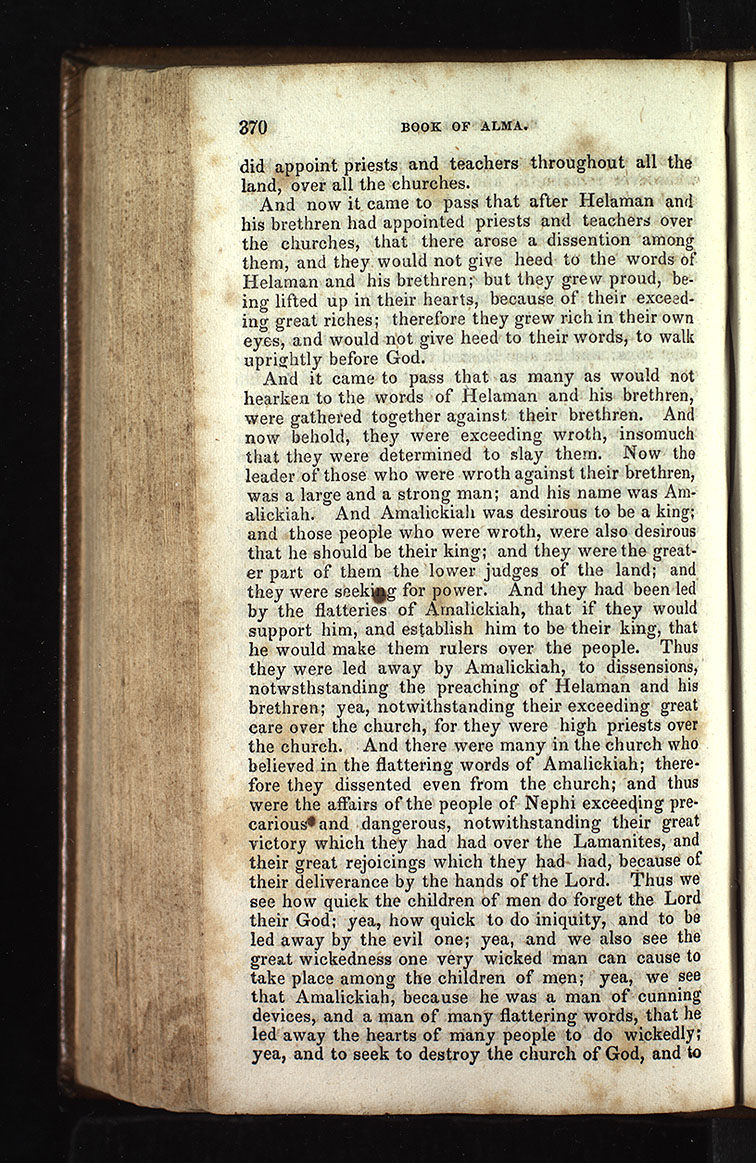 370 BOOK OF ALMA.
did appoint priests and teachers throughout all the
land, over all the churches.
And now it came to pass that after Helaman and
his brethren had appointed priests and teachers over
the churches, that there arose a dissention among
them, and they would not give heed to the words of
Helaman and his brethren; but they grew proud, be-
ing lifted up in their hearts, because of their exceed-
ing great riches; therefore they grew rich in their own
eyes, and would not give heed to their words, to walk
uprightly before God.
And it came to pass that as many as would not
hearken to the words of Helaman and his brethren,
were gathered together against their brethren. And
now behold, they were exceeding wroth, insomuch
that they were determined to slay them. Now the
leader of those who were wroth against their brethren,
was a large and a strong man; and his name was Am-
alickiah. And Amalickiah was desirous to be a king;
and those people who were wroth, were also desirous
that he should be their king; and they were the great-
er part of them the lower judges of the land; and
they were seeking for power. And they had been led
by the flatteries of Amalickiah, that if they would
support him, and establish him to be their king, that
he would make them rulers over the people. Thus
they were led away by Amalickiah, to dissensions,
notwsthstanding the preaching of Helaman and his
brethren; yea, notwithstanding their exceeding great
care over the church, for they were high priests over
the church. And there were many in the church who
believed in the flattering words of Amalickiah; there-
fore they dissented even from the church; and thus
were the affairs of the people of Nephi exceeding pre-
carious and dangerous, notwithstanding their great
victory which they had had over the Lamanites, and
their great rejoicings which they had had, because of
their deliverance by the hands of the Lord. Thus we
see how quick the children of men do forget the Lord
their God; yea, how quick to do iniquity, and to be
led away by the evil one; yea, and we also see the
great wickedness one very wicked man can cause to
take place among the children of men; yea, we see
that Amalickiah, because he was a man of cunning
devices, and a man of many flattering words, that he
led away the hearts of many people to do wickedly;
yea, and to seek to destroy the church of God, and to